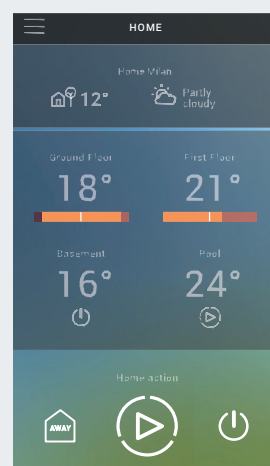 HOME
Home Milan
12°
Partly
cloudy
Ground Floor
First Floor
18°
21°
Basement
Pool
16°
24°
Home action
AWAY